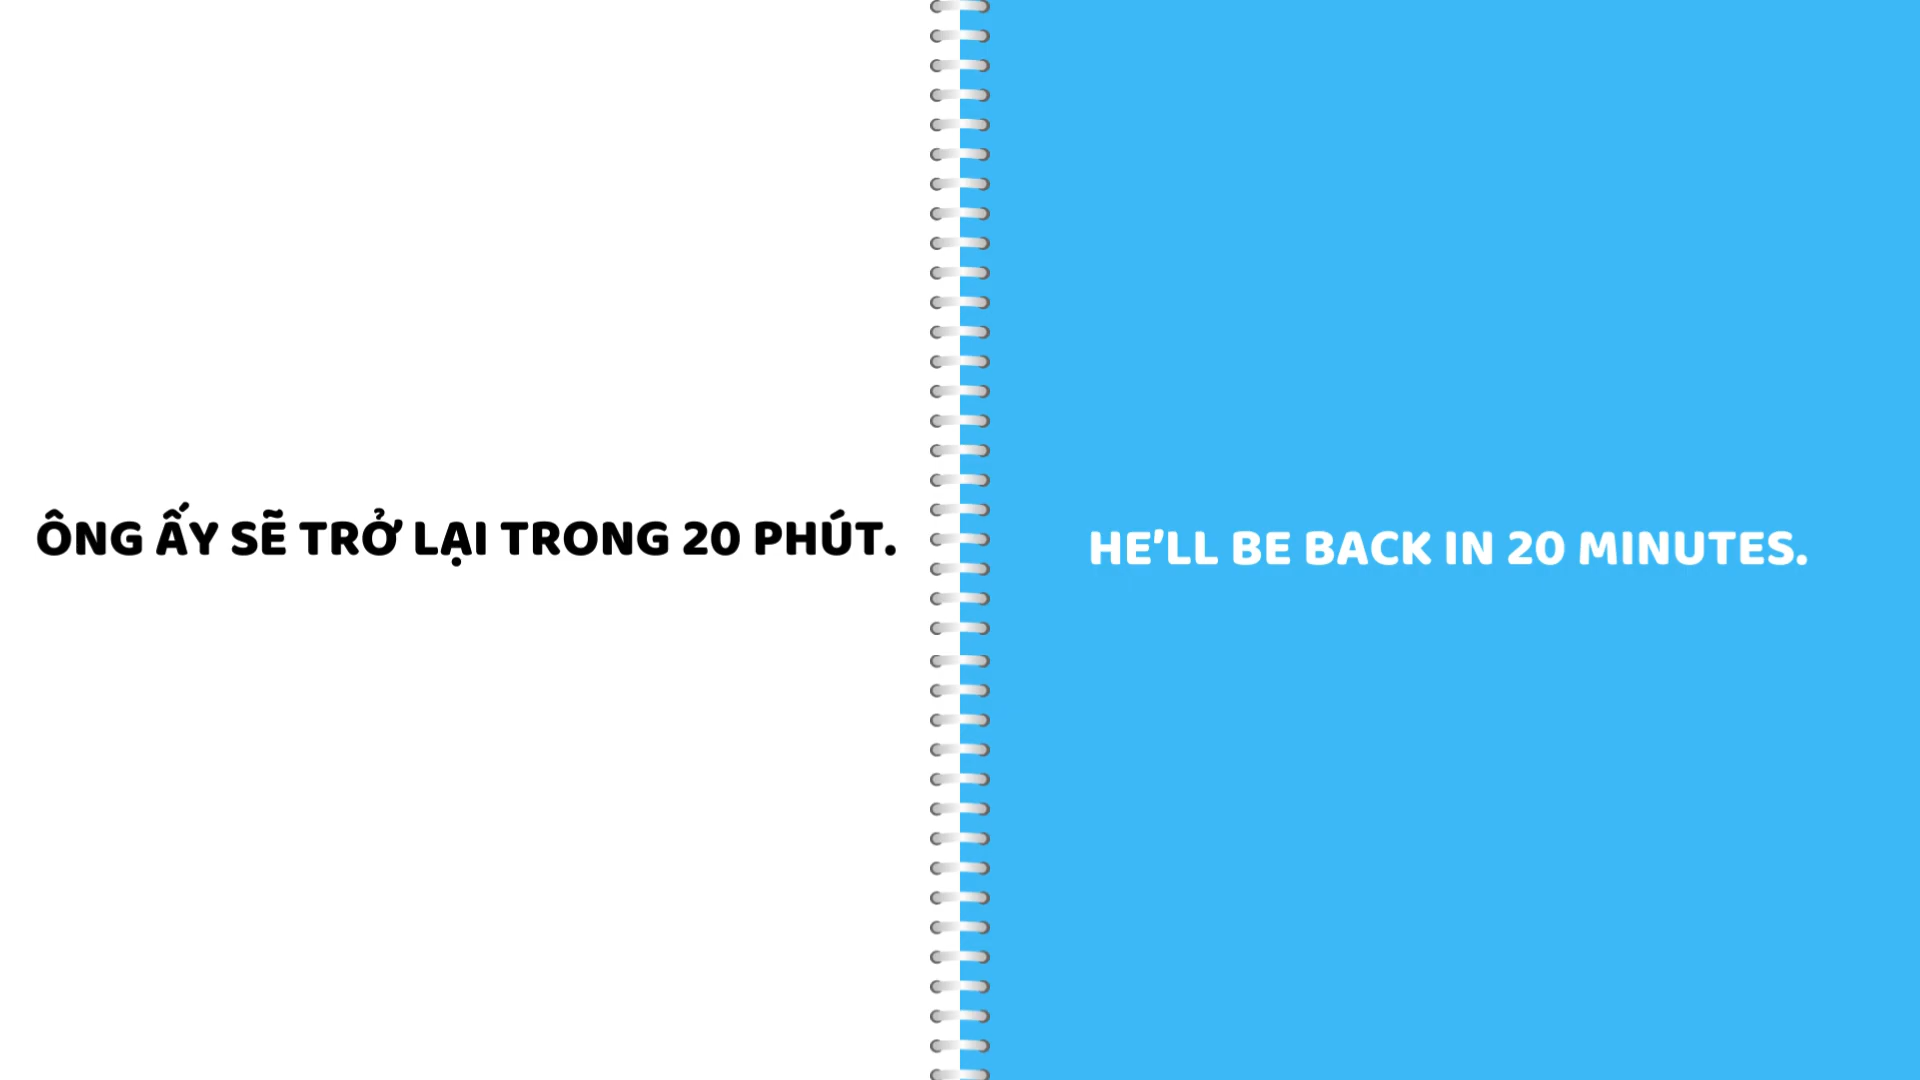 ÔNG ẤY SẼ TRỞ LẠI TRONG 20 PHÚT.
HE'LL BE BACK IN 20 MINUTES.